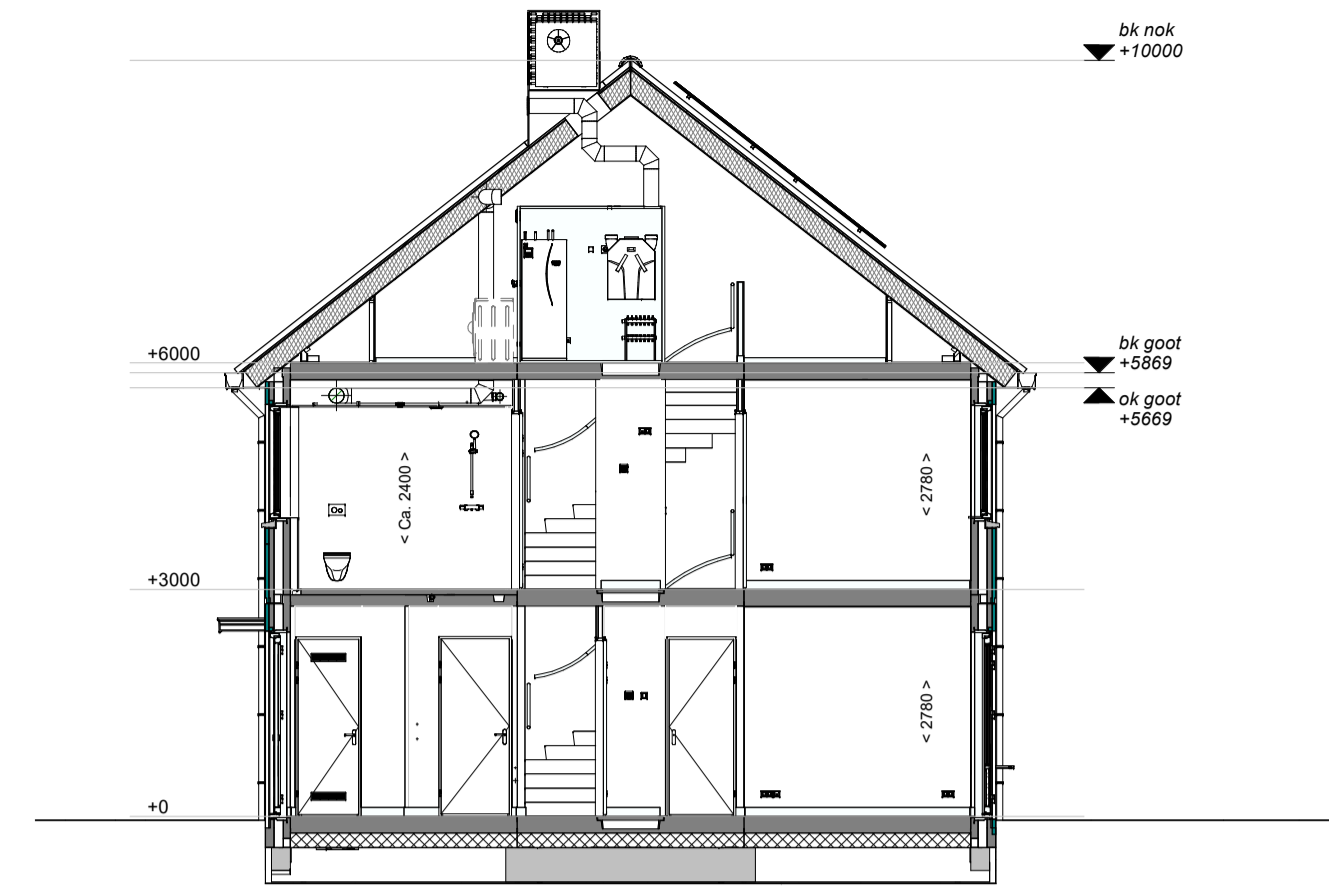 bk nok
+10000
+6000
bk goot
+5869
ok goot
+5669
< Ca. 2400 >
< 2780 >
+3000
< 2780 >
+0